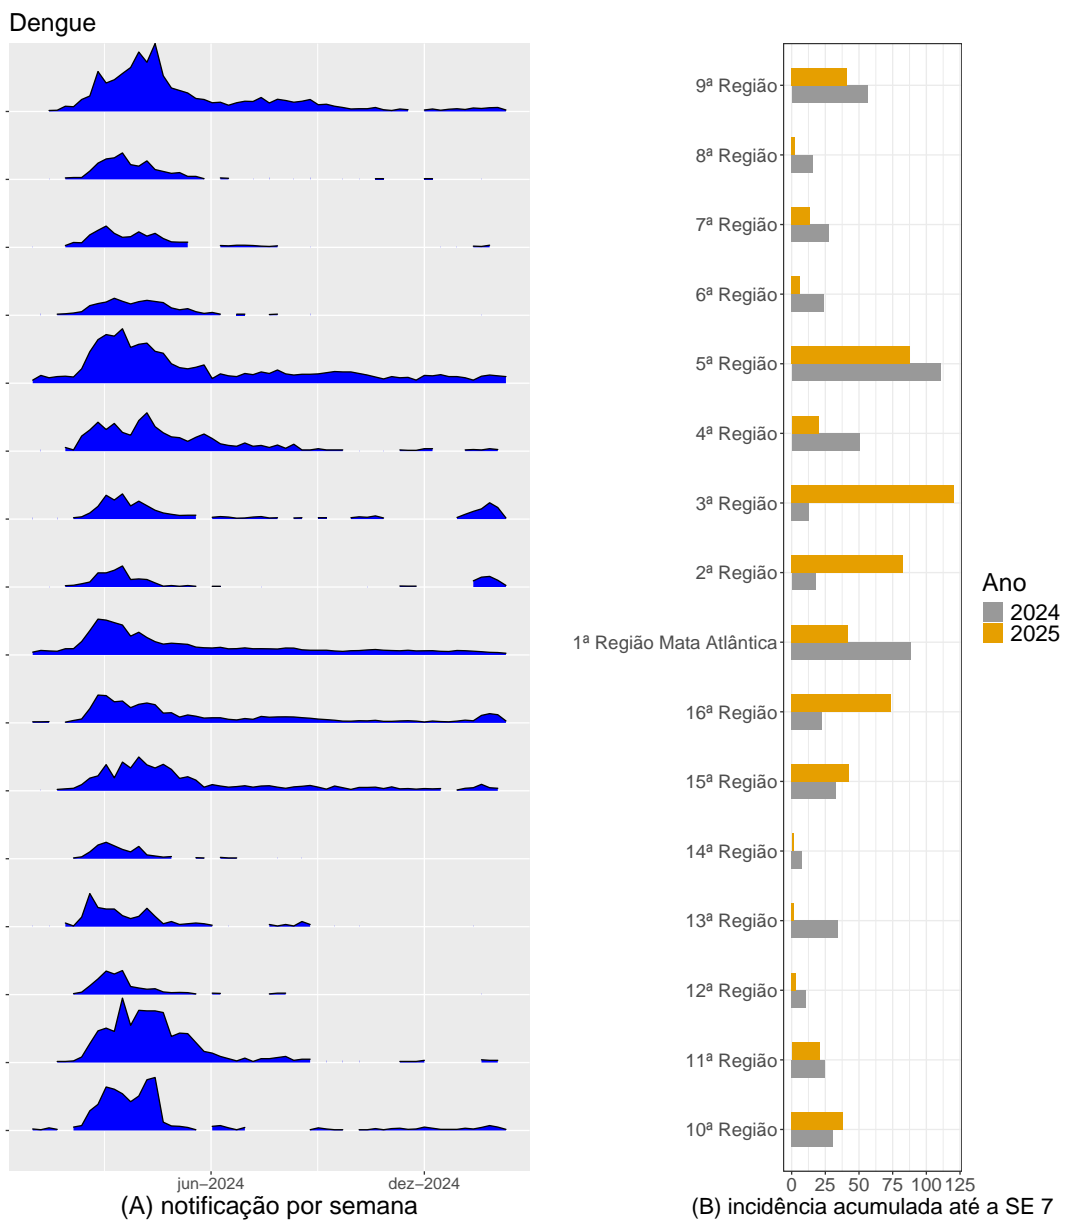 Dengue
9ª Região
8ª Região
7ª Região
6ª Região
5ª Região
4ª Região
3ª Região
2ª Região
1ª Região Mata Atlântica
16ª Região
15ª Região
14ª Região
13ª Região
12ª Região
11ª Região
10ª Região
jun–2024 dez–2024
(A) notificação por semana
0 25 50 75 100 125
(B) incidência acumulada até a SE 7
Ano
2024
2025